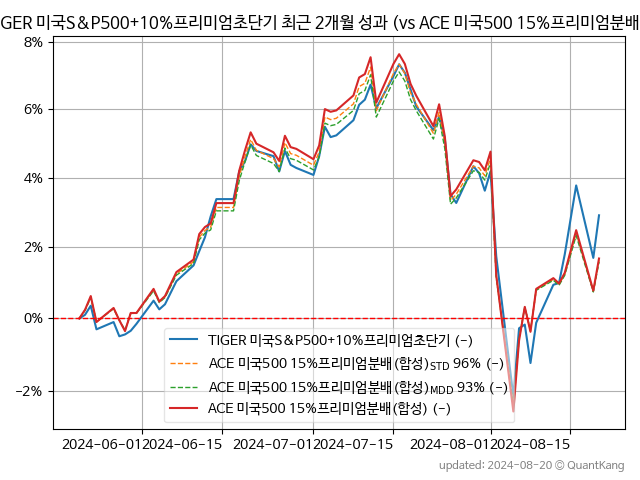 TIGER 미국S&P500+10%프리미엄초단기 최근 2개월 성과 (vs ACE 미국500 15%프리미엄분배
8%
6%
4%
2%
0%
−2%
TIGER 미국S&P500+10%프리미엄초단기 (−)
ACE 미국500 15%프리미엄분배(합성)STD 96% (−)
ACE 미국500 15%프리미엄분배(합성)MDD 93% (−)
ACE 미국500 15%프리미엄분배(합성) (−)
2024-06-01 2024-06-15 2024-07-01 2024-07-15 2024-08-01 2024-08-15
updated: 2024-08-20 @ QuantKang